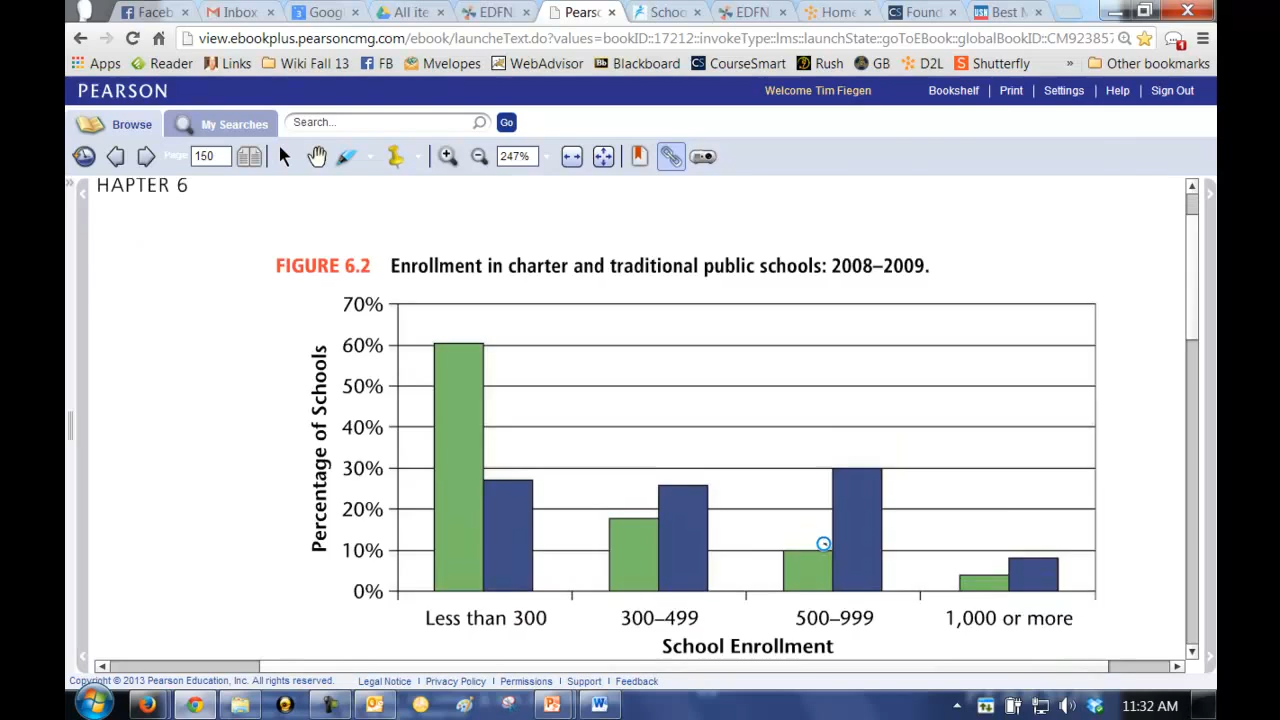 Faceb Inbox Goog All ite EDFN Pearso Schoo EDFN Home Found Best M
view.ebookplus.pearsoncmg.com/ebook/launcheText.do?values=bookID::17212::invokeType::lms::launchState::goToEBook::globalBookID::CM923857
Apps Reader Links Wiki Fall 13 FB Mvelopes WebAdvisor Blackboard CourseSmart Rush GB D2L Shutterfly » Other bookmarks
PEARSON Welcome Tim Fiegen Bookshelf | Print | Settings | Help | Sign Out
Browse My Searches Search... Go
Page 150 247%
HAPTER 6
FIGURE 6.2 Enrollment in charter and traditional public schools: 2008–2009.
70%
60%
50%
40%
30%
20%
10%
0%
Percentage of Schools
Less than 300 300–499 500–999 1,000 or more
School Enrollment
Copyright © 2013 Pearson Education, Inc. All rights reserved. Legal Notice | Privacy Policy | Permissions | Support | Feedback
11:32 AM